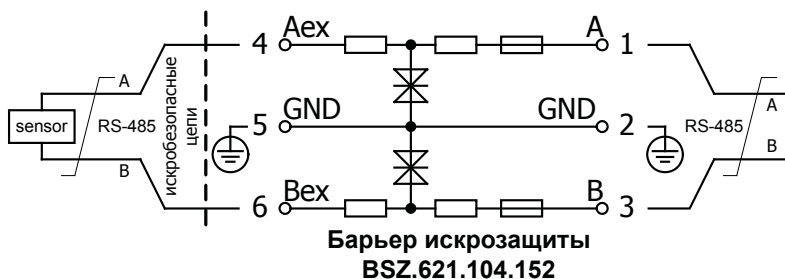 4 Aex A 1
A A
sensor RS-485 искробезопасные цепи 5 GND GND 2 RS-485
B B
6 Bex B 3
Барьер искрозащиты
BSZ.621.104.152